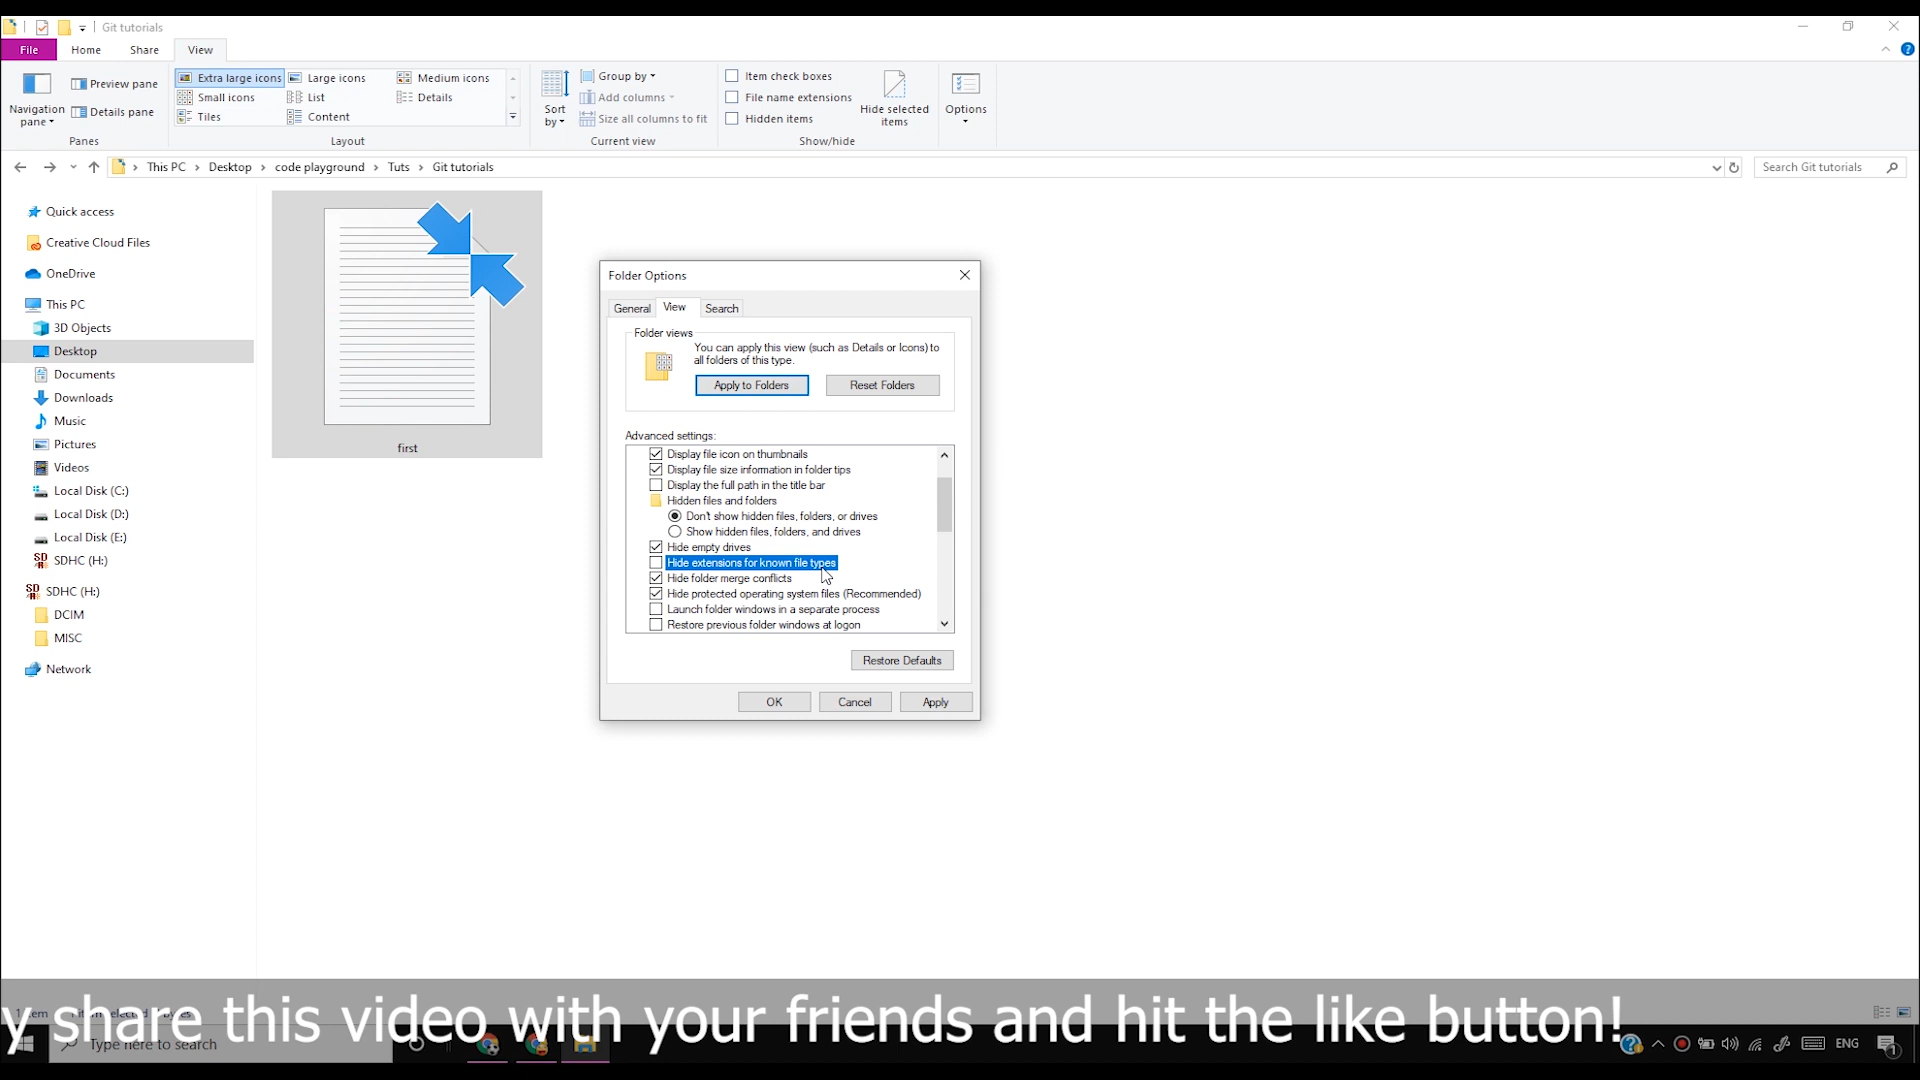 Git tutorials
File Home Share View
Navigation pane
Preview pane
Details pane
Panes
Extra large icons Large icons Medium icons
Small icons List Details
Tiles Content
Layout
Sort by
Group by
Add columns
Size all columns to fit
Current view
Item check boxes
File name extensions
Hidden items
Hide selected items
Show/hide
Options
This PC > Desktop > code playground > Tuts > Git tutorials
Search Git tutorials
Quick access
Creative Cloud Files
OneDrive
This PC
3D Objects
Desktop
Documents
Downloads
Music
Pictures
Videos
Local Disk (C:)
Local Disk (D:)
Local Disk (E:)
SDHC (H:)
SDHC (H:)
DCIM
MISC
Network
first
Folder Options
General View Search
Folder views
You can apply this view (such as Details or Icons) to
all folders of this type.
Apply to Folders Reset Folders
Advanced settings:
Display file icon on thumbnails
Display file size information in folder tips
Display the full path in the title bar
Hidden files and folders
Don't show hidden files, folders, or drives
Show hidden files, folders, and drives
Hide empty drives
Hide extensions for known file types
Hide folder merge conflicts
Hide protected operating system files (Recommended)
Launch folder windows in a separate process
Restore previous folder windows at logon
Restore Defaults
OK Cancel Apply
y share this video with your friends and hit the like button!
Type here to search
ENG
1